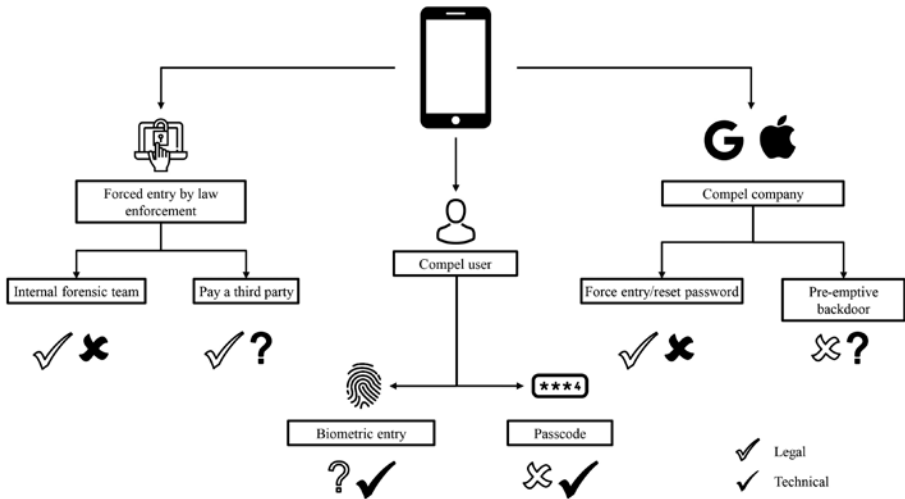 Forced entry by law
enforcement
Compel company
Compel user
Internal forensic team
Pay a third party
Force entry/reset password
Pre-emptive
backdoor
?
?
***4
Biometric entry
Passcode
?
Legal
Technical